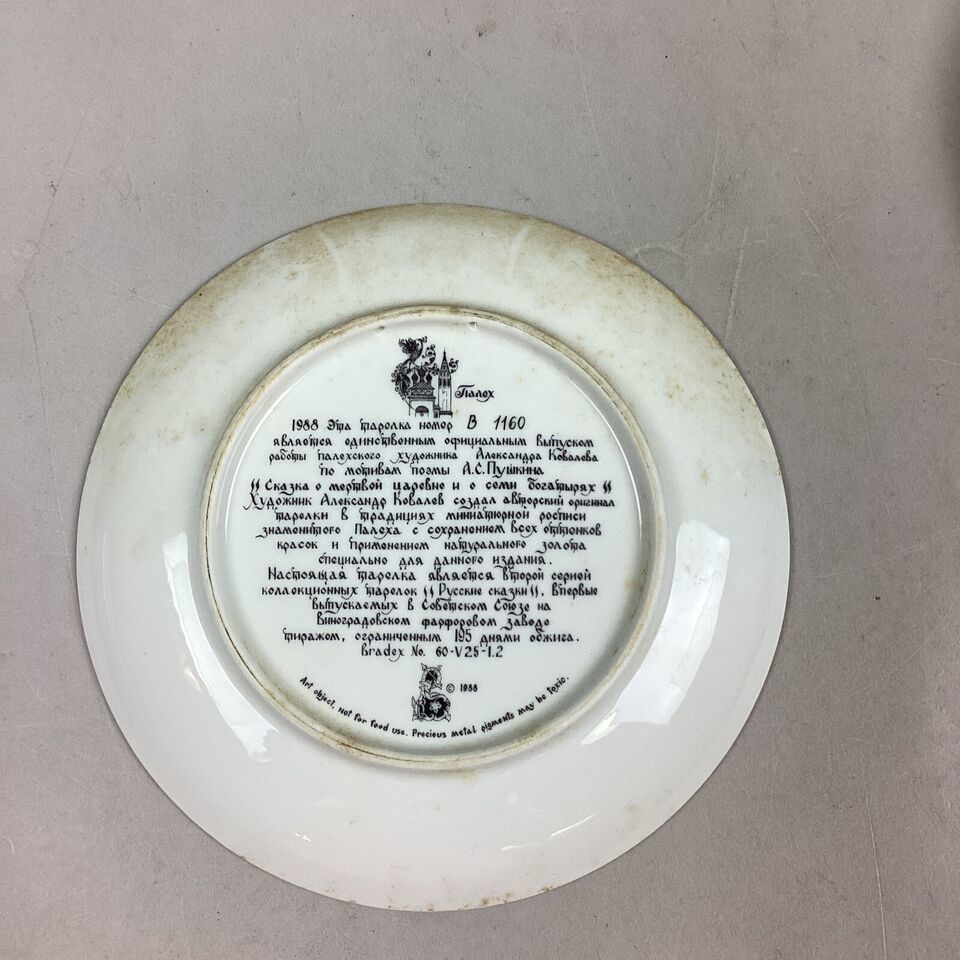 Палех
1988 Эта тарелка номер B 1160
является единственным официальным выпуском
работы палехского художника Александра Ковалева
по мотивам поэмы А.С.Пушкина
"Сказка о мертвой царевне и о семи богатырях"
Художник Александр Ковалев создал авторский оригинал
тарелки в традициях миниатюрной росписи
знаменитого Палеха с сохранением всех оттенков
красок и применением натурального золота
специально для данного издания.
Настоящая тарелка является второй серией
коллекционных тарелок "Русские сказки", впервые
выпускаемых в Советском Союзе на
Виноградовском фарфоровом заводе
тиражом, ограниченным 195 днями обжига.
Bradex No. 60-V25-1.2
© 1988
Art object, not for food use. Precious metal pigments may be toxic.